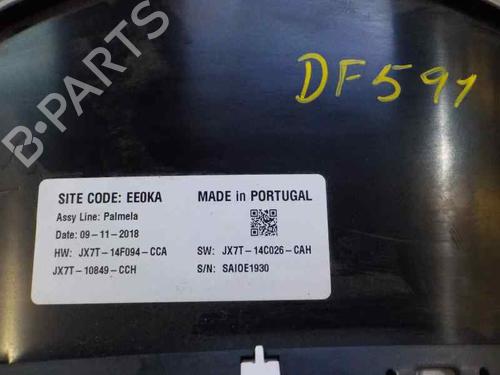 DF591
B-PARTS
SITE CODE: EE0KA MADE in PORTUGAL
Assy Line: Palmela
Date: 09-11-2018
HW: JX7T-14F094-CCA SW: JX7T-14C026-CAH
JX7T-10849-CCH S/N: SAI0E1930